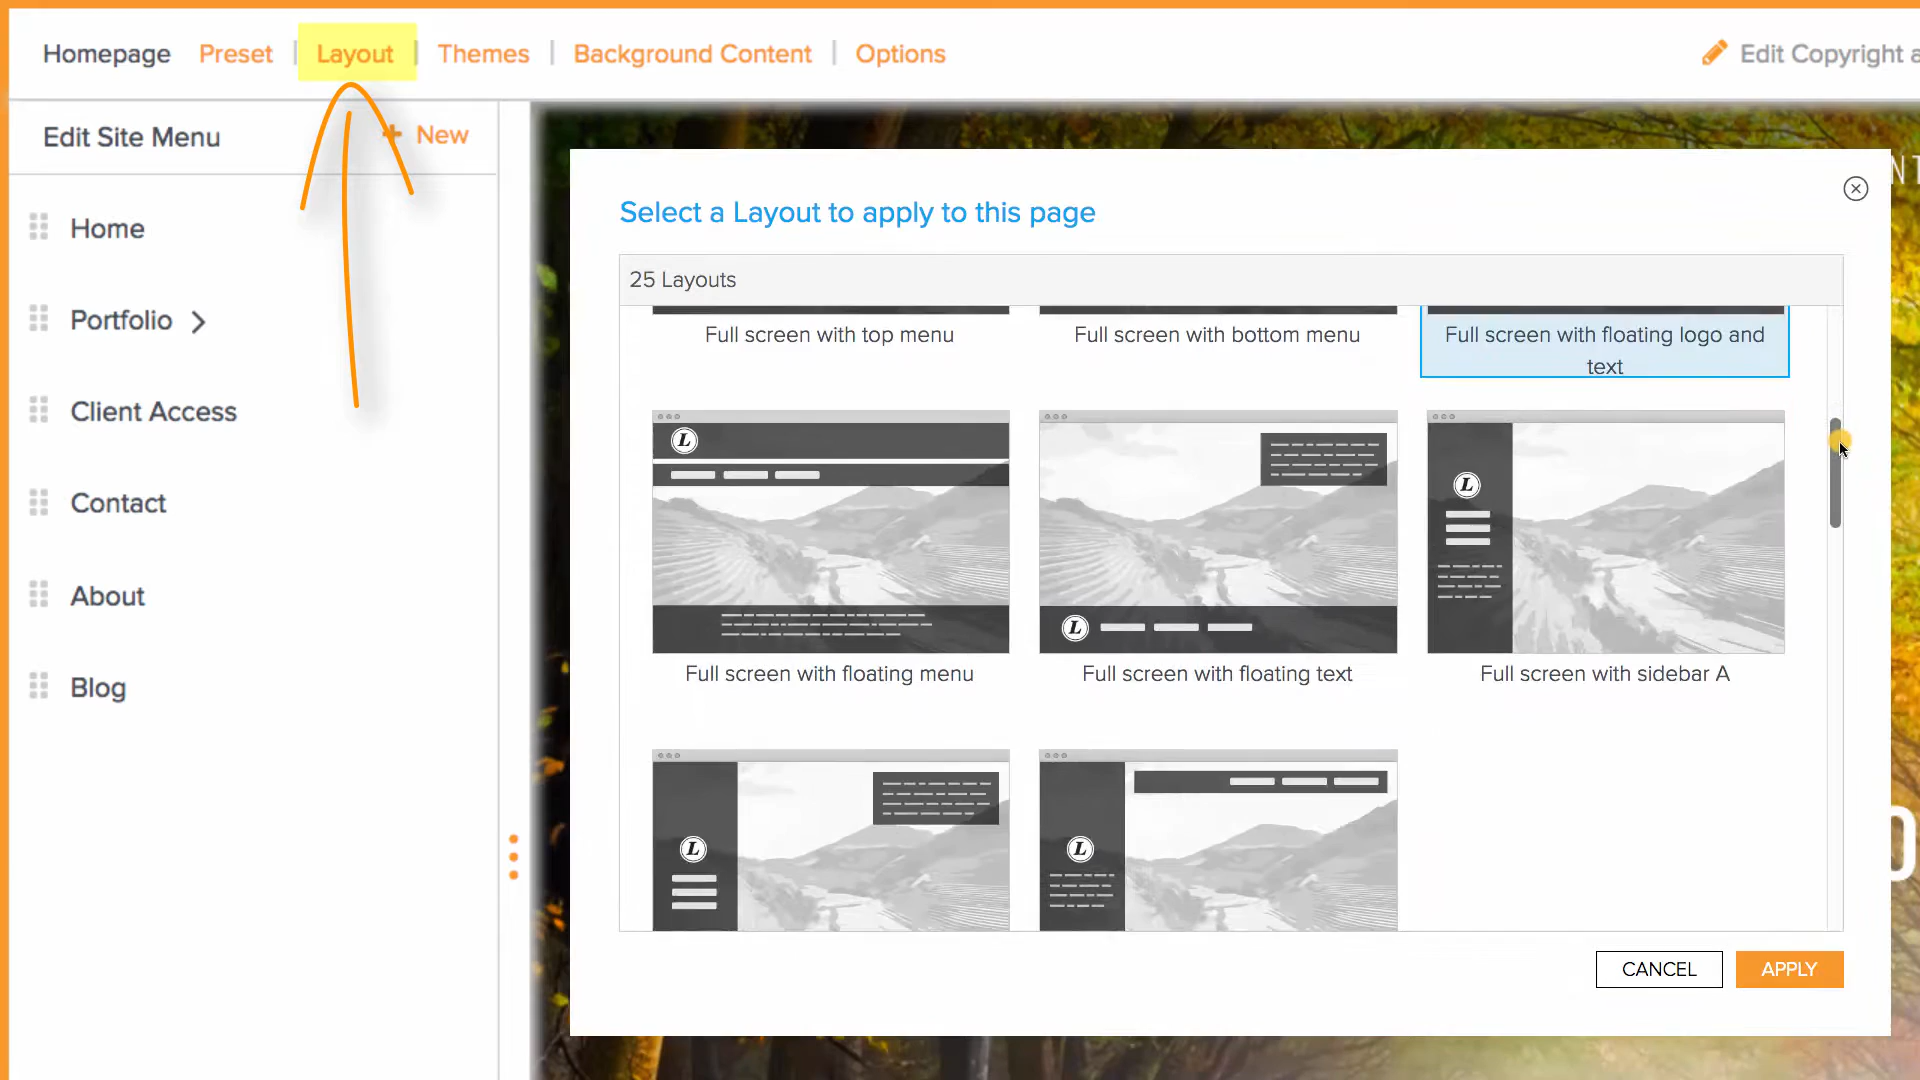 Homepage Preset | Layout | Themes | Background Content | Options Edit Copyright a
Edit Site Menu + New
Home
Portfolio
Client Access
Contact
About
Blog
Select a Layout to apply to this page
25 Layouts
Full screen with top menu
Full screen with bottom menu
Full screen with floating logo and
text
L
L
L
Full screen with floating menu
Full screen with floating text
Full screen with sidebar A
L
L
CANCEL
APPLY